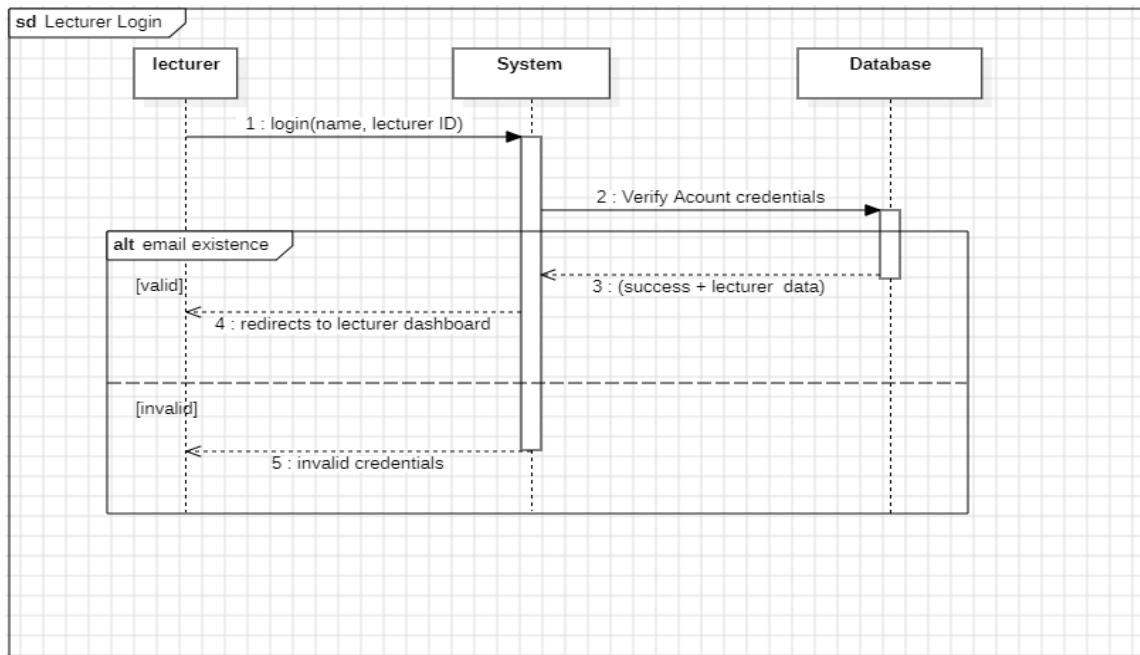 sd Lecturer Login
lecturer
System
Database
1 : login(name, lecturer ID)
2 : Verify Acount credentials
alt email existence
[valid]
3 : (success + lecturer data)
4 : redirects to lecturer dashboard
[invalid]
5 : invalid credentials